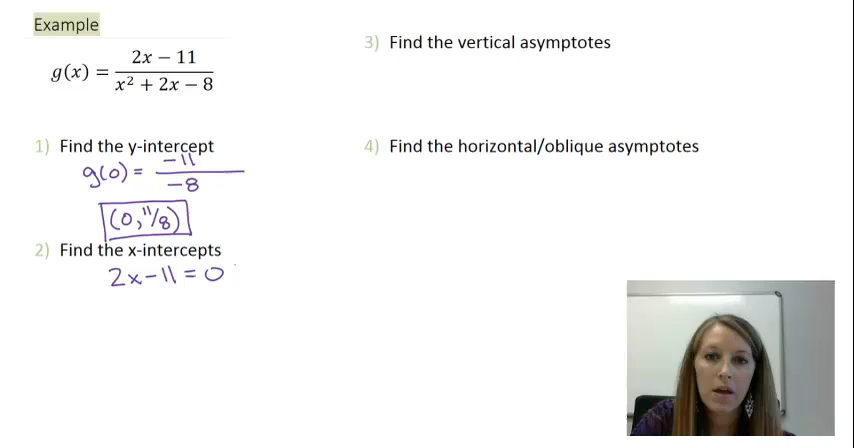 Example
g(x) = 2x − 11 / x² + 2x − 8
1) Find the y-intercept
g(0) = -11 / -8
(0, 11/8)
2) Find the x-intercepts
2x-11=0
3) Find the vertical asymptotes
4) Find the horizontal/oblique asymptotes